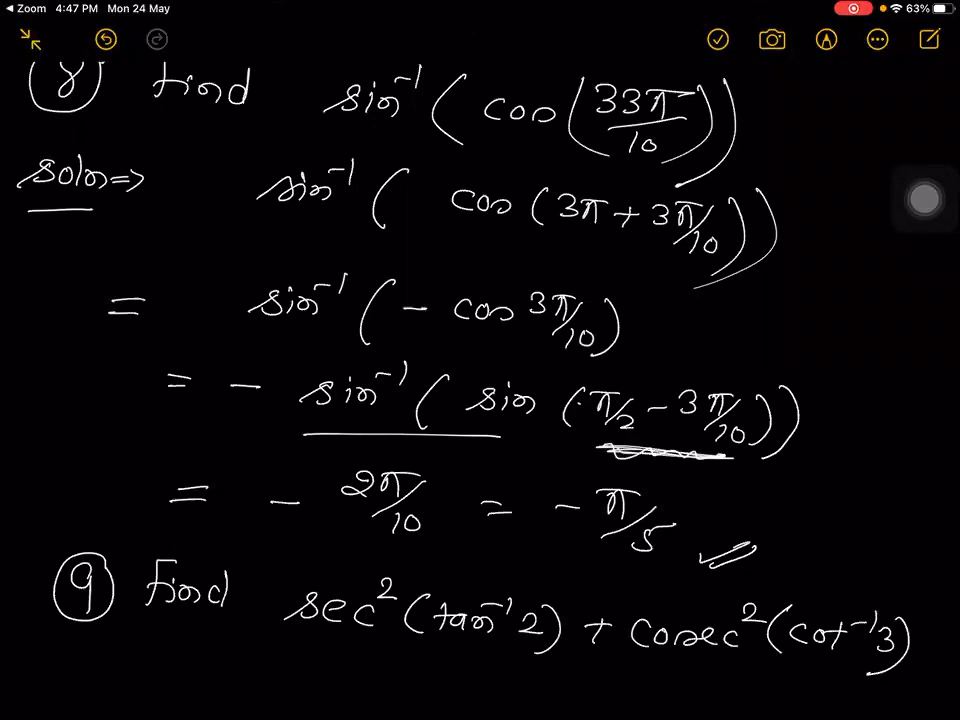 Zoom 4:47 PM Mon 24 May 63%
(8) Find sin⁻¹(cos(33π/10))
Soln⇒ sin⁻¹(cos(3π+3π/10))
= sin⁻¹(-cos 3π/10)
= - sin⁻¹(sin(π/2-3π/10))
= - 2π/10 = -π/5
(9) Find sec²(tan⁻¹2) + cosec²(cot⁻¹3)